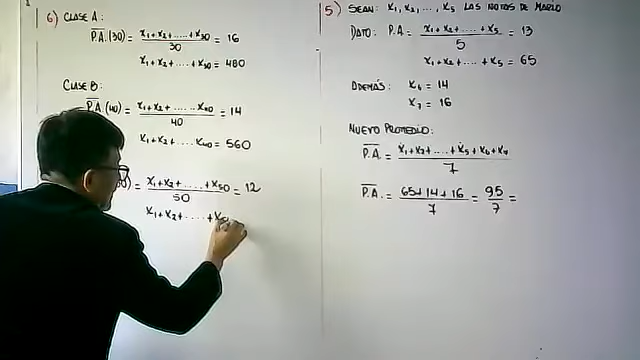 6) CLASE A:
P.A.(30) = x₁+x₂+.....+x₃₀ = 16
30
x₁+x₂+....+x₃₀ = 480
CLASE B:
P.A.(40) = x₁+x₂+......x₄₀ = 14
40
x₁+x₂+.... x₄₀ = 560
0) = x₁+x₂+....+x₅₀ = 12
50
x₁+x₂+....+x₅₀
5) SEAN: x₁, x₂, ..., x₅ LAS NOTAS DE MARIO
DATO: P.A = x₁+x₂+....+x₅ = 13
5
x₁+x₂+.... +x₅ = 65
ADEMÁS: x₆ = 14
x₇ = 16
NUEVO PROMEDIO:
P.A. = x₁+x₂+....+x₅+x₆+x₇
7
P.A. = 65+14+16 = 95 =
7 7